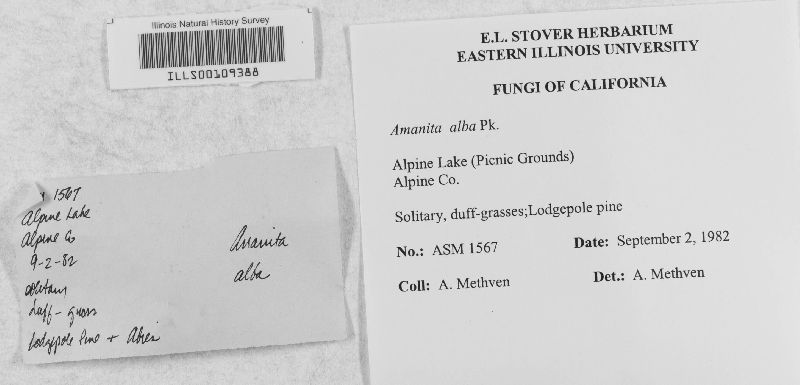 Illinois Natural History Survey
ILLS00109388
E.L. STOVER HERBARIUM
EASTERN ILLINOIS UNIVERSITY
FUNGI OF CALIFORNIA
Amanita alba Pk.
Alpine Lake (Picnic Grounds)
Alpine Co.
Solitary, duff-grasses;Lodgepole pine
No.: ASM 1567 Date: September 2, 1982
Coll: A. Methven Det.: A. Methven
1567
Alpine Lake
Alpine Co
9-2-82
solitary
duff - grass
Lodgepole Pine + Abies
Amanita
alba